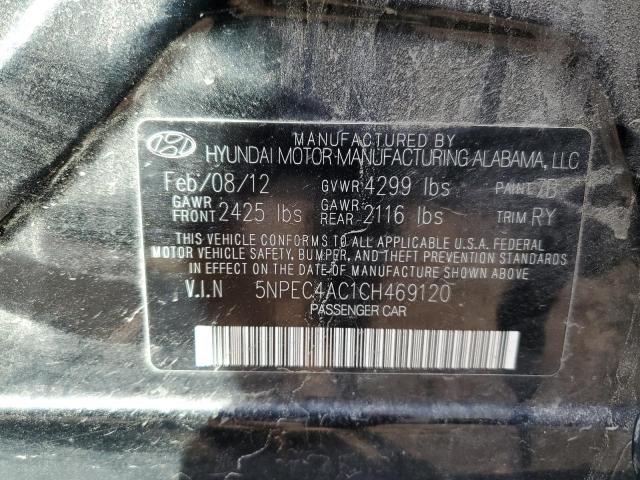 MANUFACTURED BY
HYUNDAI MOTOR MANUFACTURING ALABAMA, LLC
Feb/08/12 GVWR 4299 lbs PAINT
GAWR FRONT 2425 lbs GAWR REAR 2116 lbs TRIM RY
THIS VEHICLE CONFORMS TO ALL APPLICABLE U.S.A. FEDERAL
MOTOR VEHICLE SAFETY, BUMPER, AND THEFT PREVENTION STANDARDS
IN EFFECT ON THE DATE OF MANUFACTURE SHOWN ABOVE.
V.I.N 5NPEC4AC1CH469120
PASSENGER CAR